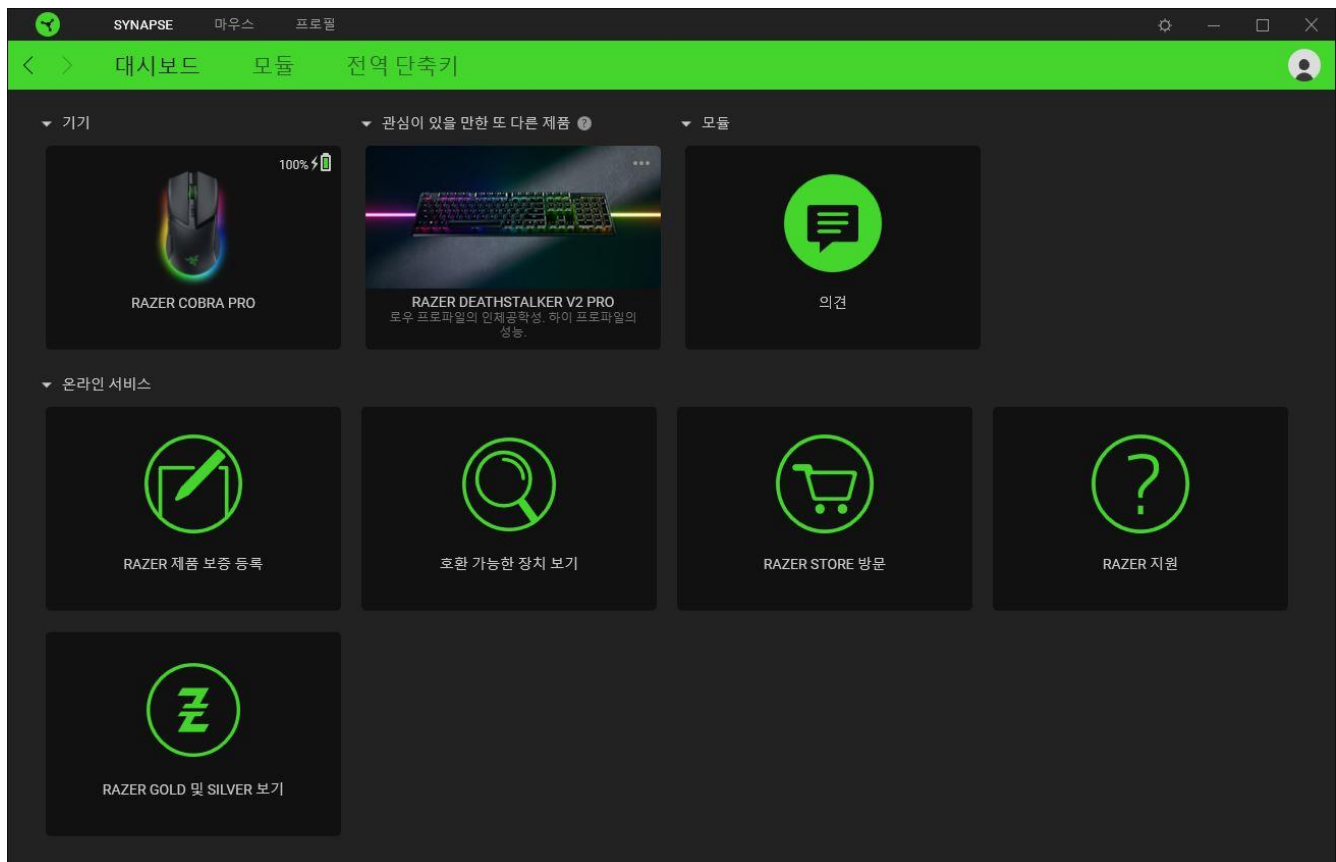 SYNAPSE 마우스 프로필
대시보드 모듈 전역 단축키
기기
관심이 있을 만한 또 다른 제품 ?
모듈
100%
RAZER COBRA PRO
RAZER DEATHSTALKER V2 PRO
로우 프로파일의 인체공학성. 하이 프로파일의
성능.
의견
온라인 서비스
RAZER 제품 보증 등록
호환 가능한 장치 보기
RAZER STORE 방문
RAZER 지원
RAZER GOLD 및 SILVER 보기